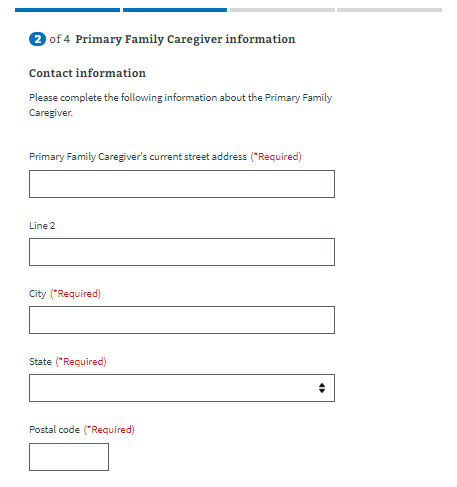 2 of 4 Primary Family Caregiver information
Contact information
Please complete the following information about the Primary Family
Caregiver.
Primary Family Caregiver's current street address (*Required)
Line 2
City (*Required)
State (*Required)
Postal code (*Required)